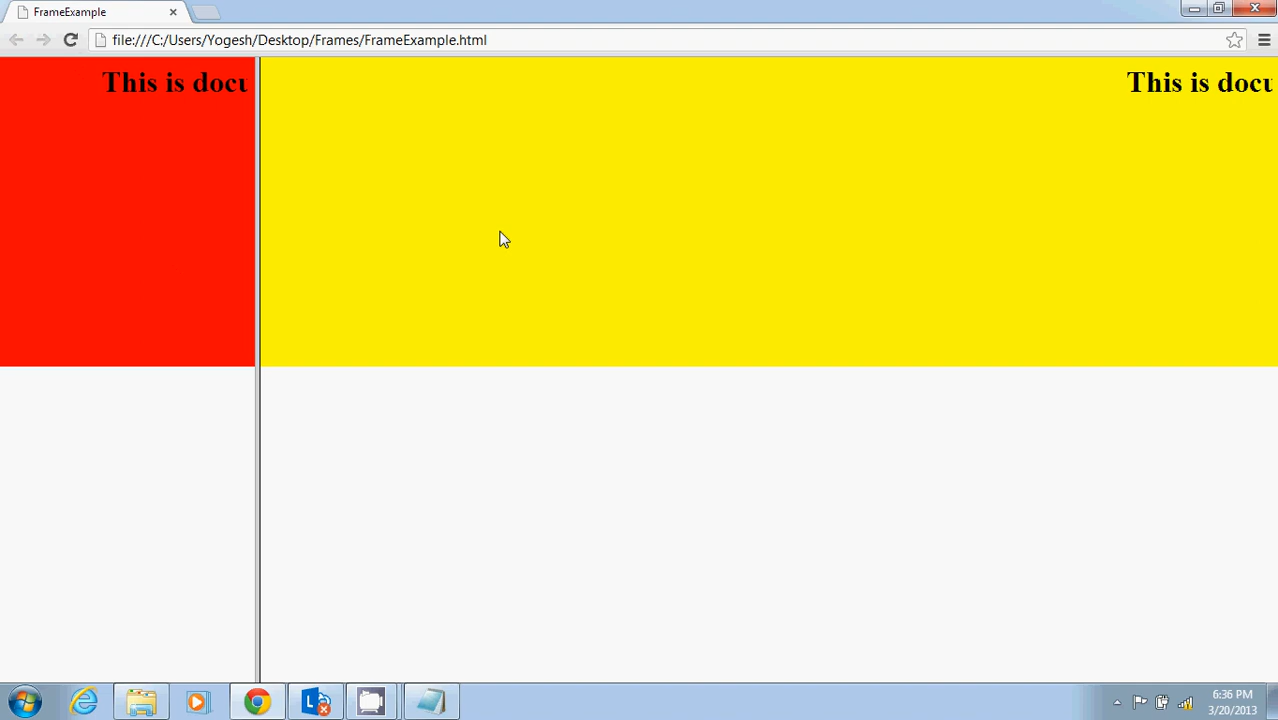 FrameExample
file:///C:/Users/Yogesh/Desktop/Frames/FrameExample.html
This is docu
This is docu
6:36 PM
3/20/2013